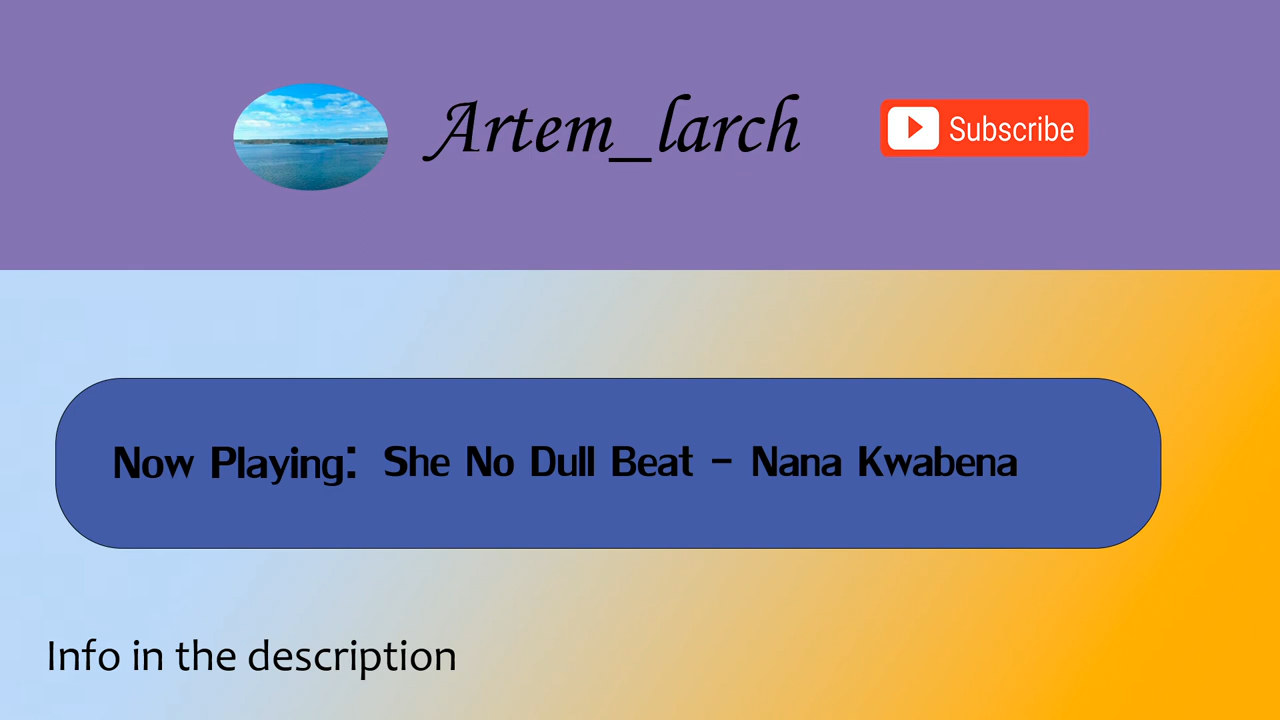 Artem_larch
Subscribe
Now Playing: She No Dull Beat - Nana Kwabena
Info in the description